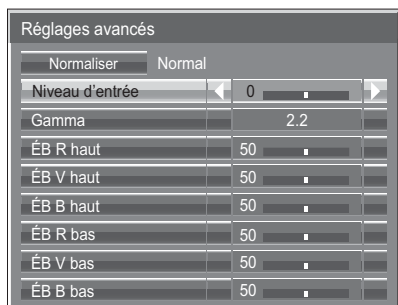 Réglages avancés
Normaliser Normal
Niveau d'entrée 0
Gamma 2.2
ÉB R haut 50
ÉB V haut 50
ÉB B haut 50
ÉB R bas 50
ÉB V bas 50
ÉB B bas 50